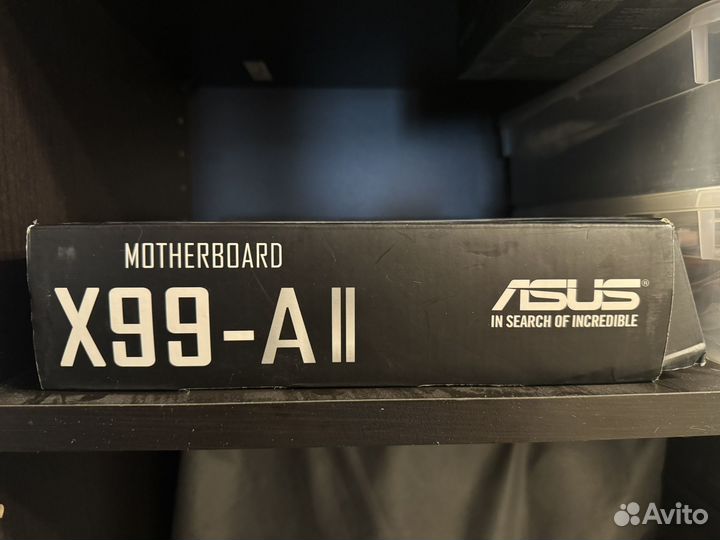 MOTHERBOARD
X99-A II
ASUS®
IN SEARCH OF INCREDIBLE
Avito